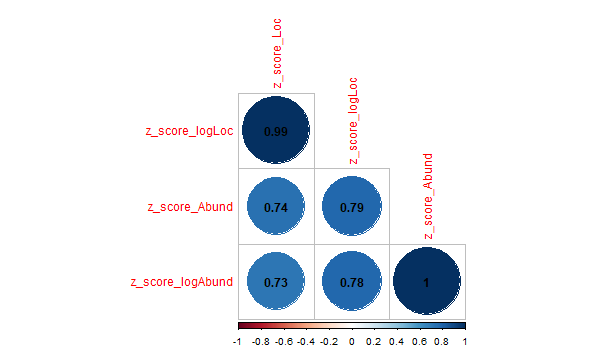 z_score_Loc
z_score_logLoc
z_score_Abund
z_score_logLoc
0.99
z_score_Abund
0.74
0.79
z_score_logAbund
0.73
0.78
1
-1 -0.8 -0.6 -0.4 -0.2 0 0.2 0.4 0.6 0.8 1